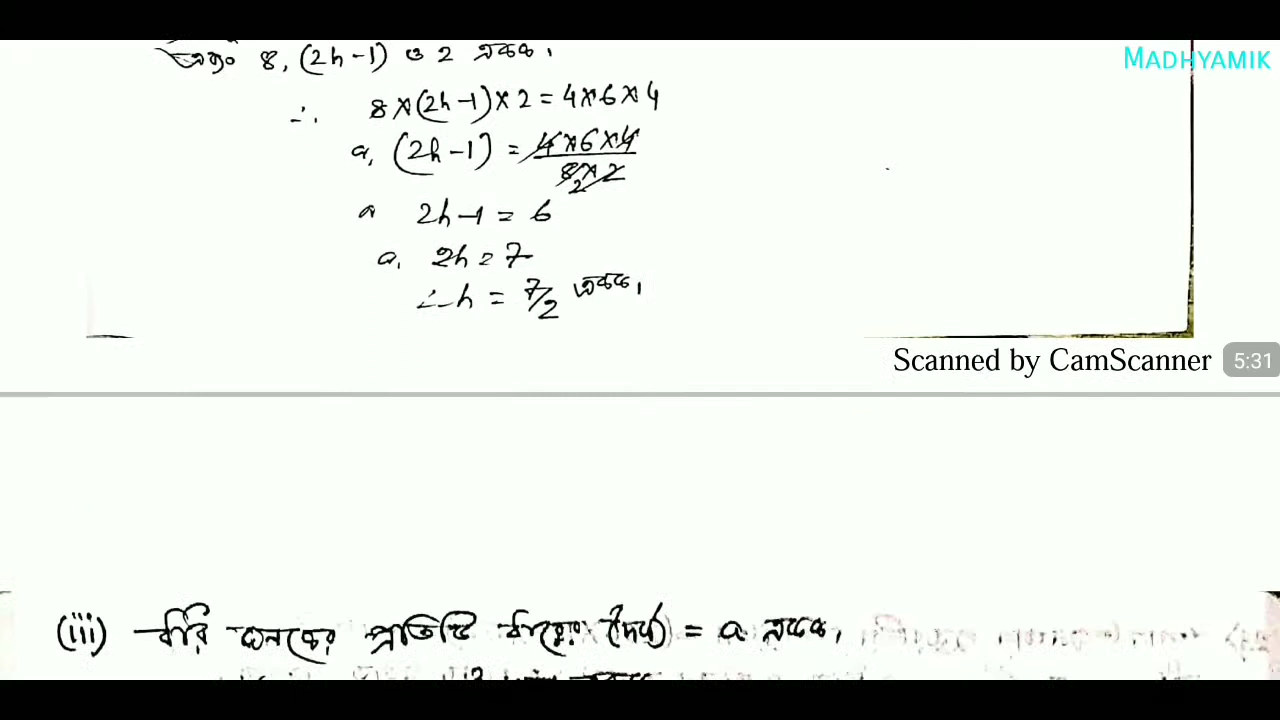 এবং 8, (2h-1) ও 2 একক।
MADHYAMIK
∴ 8×(2h-1)×2 = 4×6×4
বা, (2h-1) = 4×6×4 / 8×2
2
বা 2h-1 = 6
বা, 2h = 7
∴ h = 7/2 একক।
Scanned by CamScanner
5:31
(iii) ধরি ঘনকের প্রতিটি বাহুর দৈর্ঘ্য = a একক।